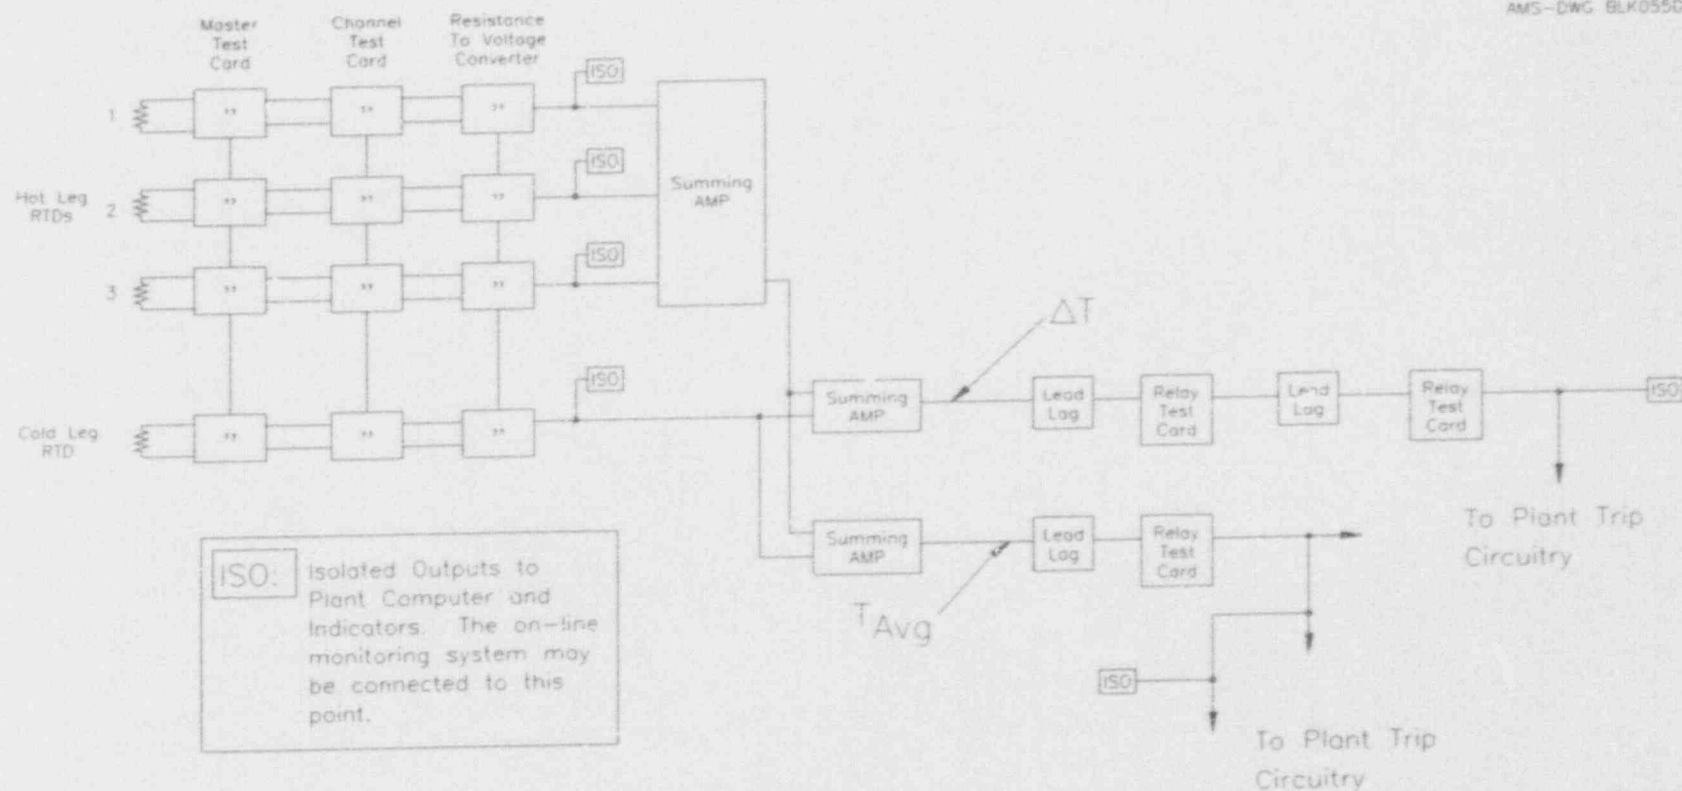 AMS-DWG BLK055D
Master
Test
Card
Channel
Test
Card
Resistance
To Voltage
Converter
ISO
1
"
"
"
ISO
Hot Leg
RTDs
2
"
"
"
Summing
AMP
ISO
3
"
"
"
ΔT
ISO
Cold Leg
RTD
"
"
"
Summing
AMP
Lead
Lag
Relay
Test
Card
Lead
Lag
Relay
Test
Card
ISO
To Plant Trip
Circuitry
Summing
AMP
Lead
Lag
Relay
Test
Card
TAvg
ISO
To Plant Trip
Circuitry
ISO: Isolated Outputs to
Plant Computer and
Indicators. The on-line
monitoring system may
be connected to this
point.